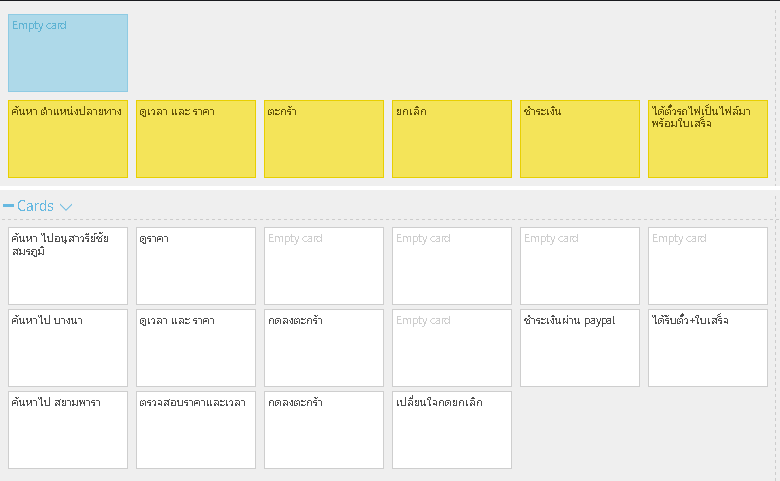 Empty card
ค้นหา ตำแหน่งปลายทาง
ดูเวลา และ ราคา
ตะกร้า
ยกเลิก
ชำระเงิน
ได้ตั๋วรถไฟเป็นไฟล์มา
พร้อมใบเสร็จ
Cards
ค้นหา ไปอนุสาวรีย์ชัย
สมรภูมิ
ดูราคา
Empty card
Empty card
Empty card
Empty card
ค้นหาไป บางนา
ดูเวลา และ ราคา
กดลงตะกร้า
Empty card
ชำระเงินผ่าน paypal
ได้รับตั๋ว+ใบเสร็จ
ค้นหาไป สยามพารา
ตรวจสอบราคาและเวลา
กดลงตะกร้า
เปลี่ยนใจกดยกเลิก